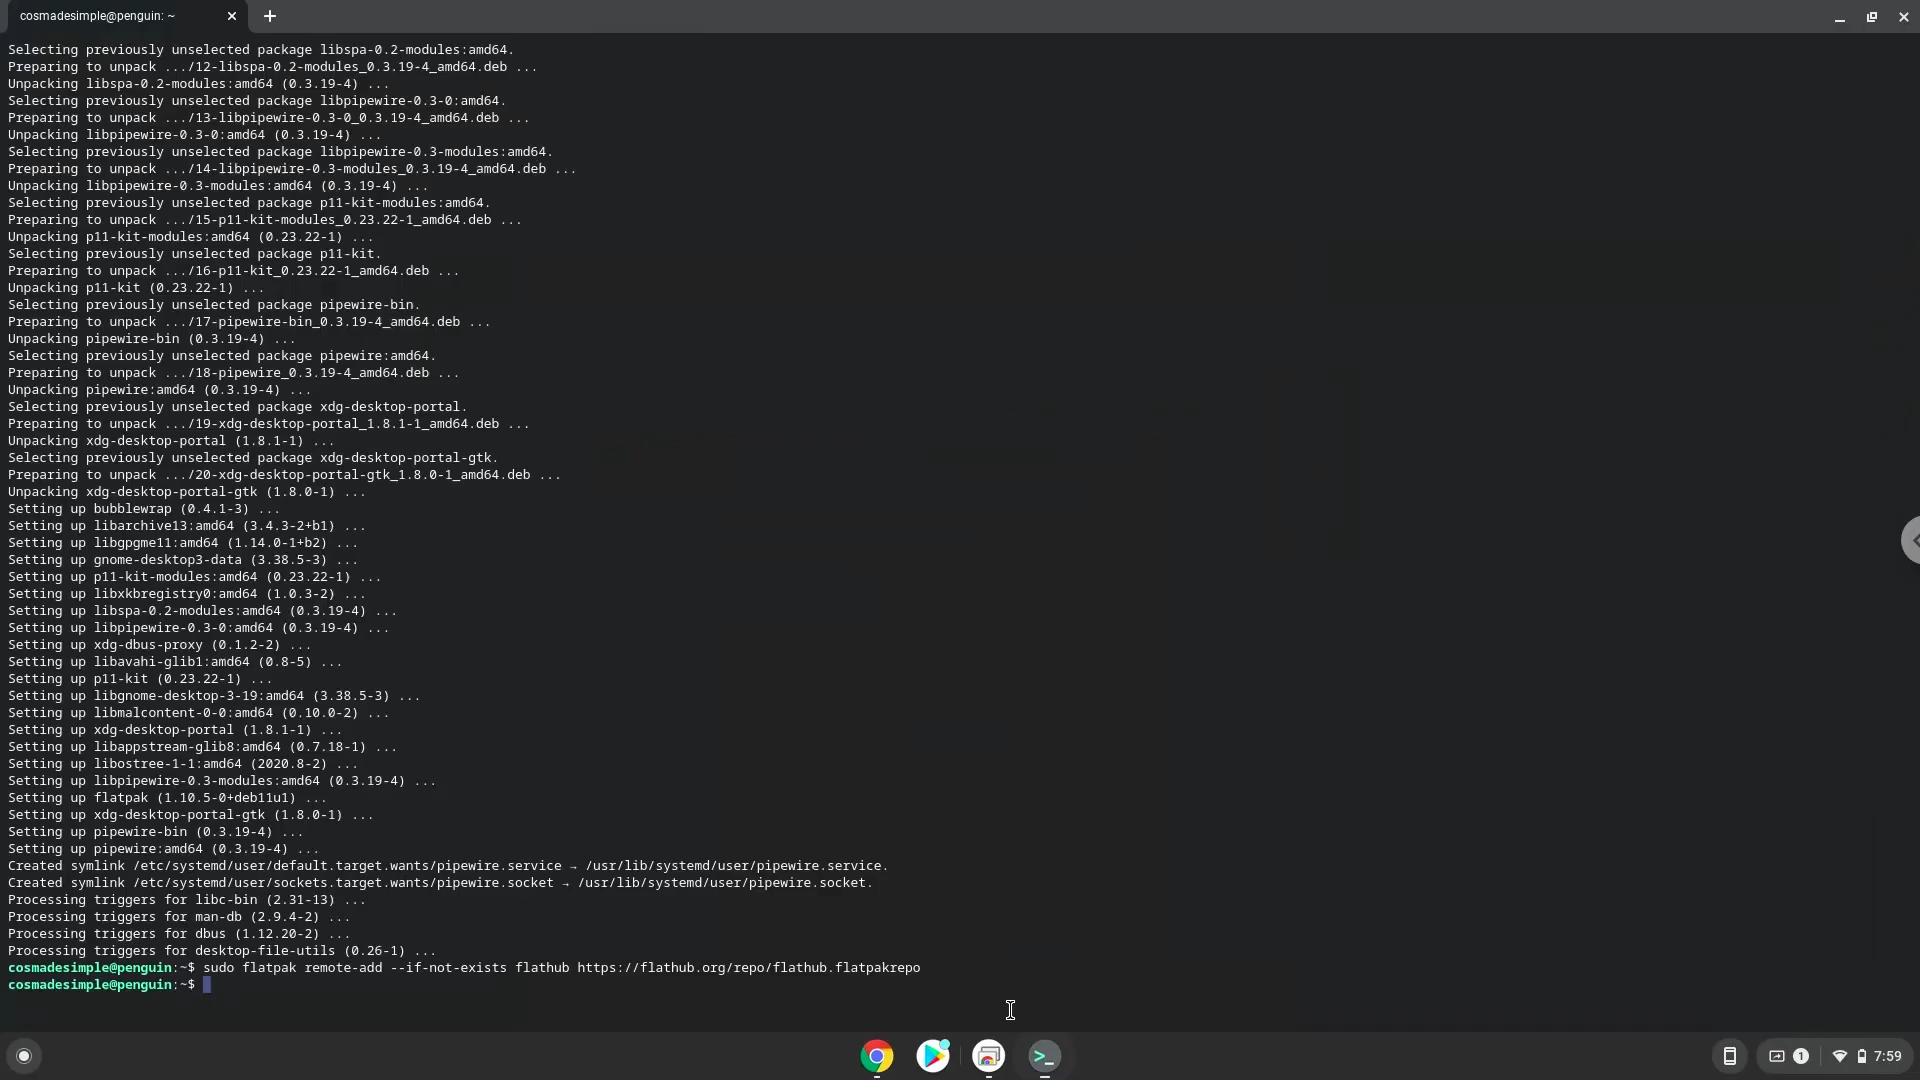 cosmadesimple@penguin: ~
Selecting previously unselected package libspa-0.2-modules:amd64.
Preparing to unpack .../12-libspa-0.2-modules_0.3.19-4_amd64.deb ...
Unpacking libspa-0.2-modules:amd64 (0.3.19-4) ...
Selecting previously unselected package libpipewire-0.3-0:amd64.
Preparing to unpack .../13-libpipewire-0.3-0_0.3.19-4_amd64.deb ...
Unpacking libpipewire-0.3-0:amd64 (0.3.19-4) ...
Selecting previously unselected package libpipewire-0.3-modules:amd64.
Preparing to unpack .../14-libpipewire-0.3-modules_0.3.19-4_amd64.deb ...
Unpacking libpipewire-0.3-modules:amd64 (0.3.19-4) ...
Selecting previously unselected package p11-kit-modules:amd64.
Preparing to unpack .../15-p11-kit-modules_0.23.22-1_amd64.deb ...
Unpacking p11-kit-modules:amd64 (0.23.22-1) ...
Selecting previously unselected package p11-kit.
Preparing to unpack .../16-p11-kit_0.23.22-1_amd64.deb ...
Unpacking p11-kit (0.23.22-1) ...
Selecting previously unselected package pipewire-bin.
Preparing to unpack .../17-pipewire-bin_0.3.19-4_amd64.deb ...
Unpacking pipewire-bin (0.3.19-4) ...
Selecting previously unselected package pipewire:amd64.
Preparing to unpack .../18-pipewire_0.3.19-4_amd64.deb ...
Unpacking pipewire:amd64 (0.3.19-4) ...
Selecting previously unselected package xdg-desktop-portal.
Preparing to unpack .../19-xdg-desktop-portal_1.8.1-1_amd64.deb ...
Unpacking xdg-desktop-portal (1.8.1-1) ...
Selecting previously unselected package xdg-desktop-portal-gtk.
Preparing to unpack .../20-xdg-desktop-portal-gtk_1.8.0-1_amd64.deb ...
Unpacking xdg-desktop-portal-gtk (1.8.0-1) ...
Setting up bubblewrap (0.4.1-3) ...
Setting up libarchive13:amd64 (3.4.3-2+b1) ...
Setting up libgpgme11:amd64 (1.14.0-1+b2) ...
Setting up gnome-desktop3-data (3.38.5-3) ...
Setting up p11-kit-modules:amd64 (0.23.22-1) ...
Setting up libxkbregistry0:amd64 (1.0.3-2) ...
Setting up libspa-0.2-modules:amd64 (0.3.19-4) ...
Setting up libpipewire-0.3-0:amd64 (0.3.19-4) ...
Setting up xdg-dbus-proxy (0.1.2-2) ...
Setting up libavahi-glib1:amd64 (0.8-5) ...
Setting up p11-kit (0.23.22-1) ...
Setting up libgnome-desktop-3-19:amd64 (3.38.5-3) ...
Setting up libmalcontent-0-0:amd64 (0.10.0-2) ...
Setting up xdg-desktop-portal (1.8.1-1) ...
Setting up libappstream-glib8:amd64 (0.7.18-1) ...
Setting up libostree-1-1:amd64 (2020.8-2) ...
Setting up libpipewire-0.3-modules:amd64 (0.3.19-4) ...
Setting up flatpak (1.10.5-0+deb11u1) ...
Setting up xdg-desktop-portal-gtk (1.8.0-1) ...
Setting up pipewire-bin (0.3.19-4) ...
Setting up pipewire:amd64 (0.3.19-4) ...
Created symlink /etc/systemd/user/default.target.wants/pipewire.service → /usr/lib/systemd/user/pipewire.service.
Created symlink /etc/systemd/user/sockets.target.wants/pipewire.socket → /usr/lib/systemd/user/pipewire.socket.
Processing triggers for libc-bin (2.31-13) ...
Processing triggers for man-db (2.9.4-2) ...
Processing triggers for dbus (1.12.20-2) ...
Processing triggers for desktop-file-utils (0.26-1) ...
cosmadesimple@penguin:~$ sudo flatpak remote-add --if-not-exists flathub https://flathub.org/repo/flathub.flatpakrepo
cosmadesimple@penguin:~$
1 7:59